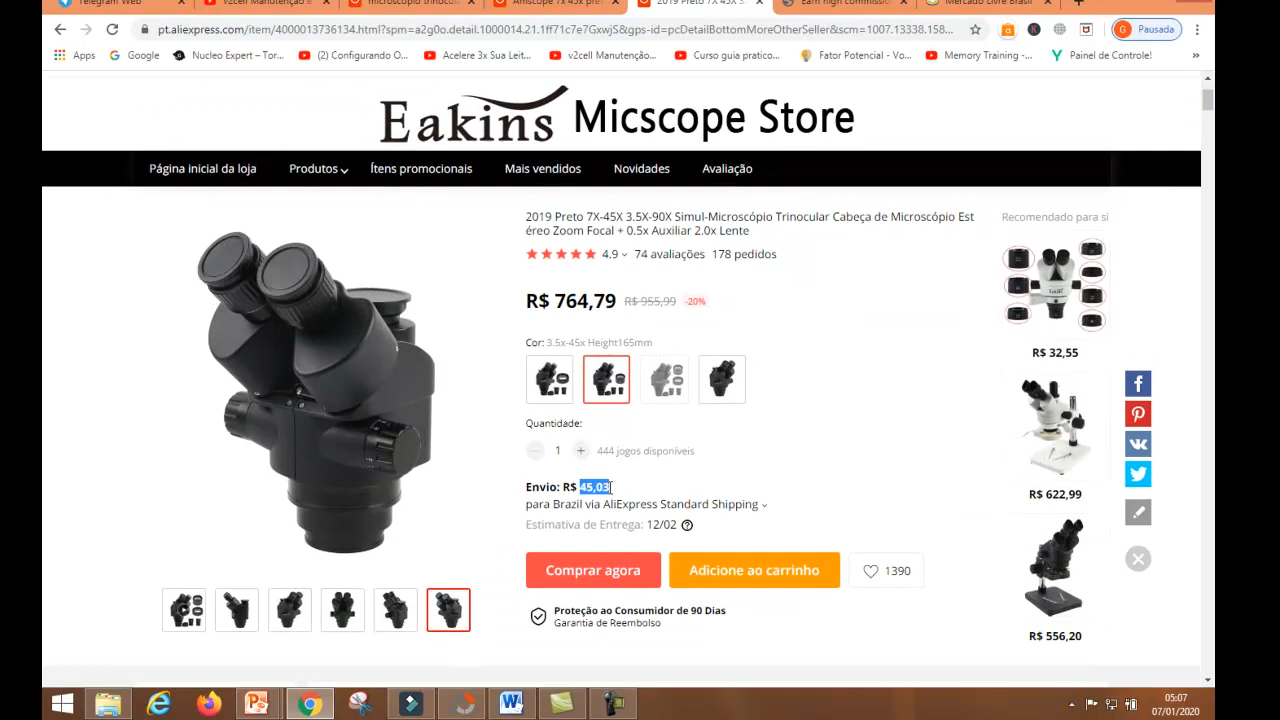 Telegram Web
v2cell Manutenção e
microscópio trinocul
Amscope 7x 45x pre
2019 Preto 7X-45X 3.5
Earn high commissi
Mercado Livre Brasil
pt.aliexpress.com/item/4000013736134.html?spm=a2g0o.detail.1000014.21.1ff71c7e7GxwjS&gps-id=pcDetailBottomMoreOtherSeller&scm=1007.13338.158...
Pausada
Apps
Google
Nucleo Expert – Tor...
(2) Configurando O...
Acelere 3x Sua Leit...
v2cell Manutenção...
Curso guia pratico...
Fator Potencial - Vo...
Memory Training -...
Painel de Controle!
Eakins Micscope Store
Página inicial da loja
Produtos
Ítens promocionais
Mais vendidos
Novidades
Avaliação
2019 Preto 7X-45X 3.5X-90X Simul-Microscópio Trinocular Cabeça de Microscópio Est
éreo Zoom Focal + 0.5x Auxiliar 2.0x Lente
4.9 74 avaliações 178 pedidos
R$ 764,79 R$ 955,99 -20%
Cor: 3.5x-45x Height165mm
Quantidade:
1 444 jogos disponíveis
Envio: R$ 45,03
para Brazil via AliExpress Standard Shipping
Estimativa de Entrega: 12/02
Comprar agora
Adicione ao carrinho
1390
Proteção ao Consumidor de 90 Dias
Garantia de Reembolso
Recomendado para si
R$ 32,55
R$ 622,99
R$ 556,20
05:07
07/01/2020